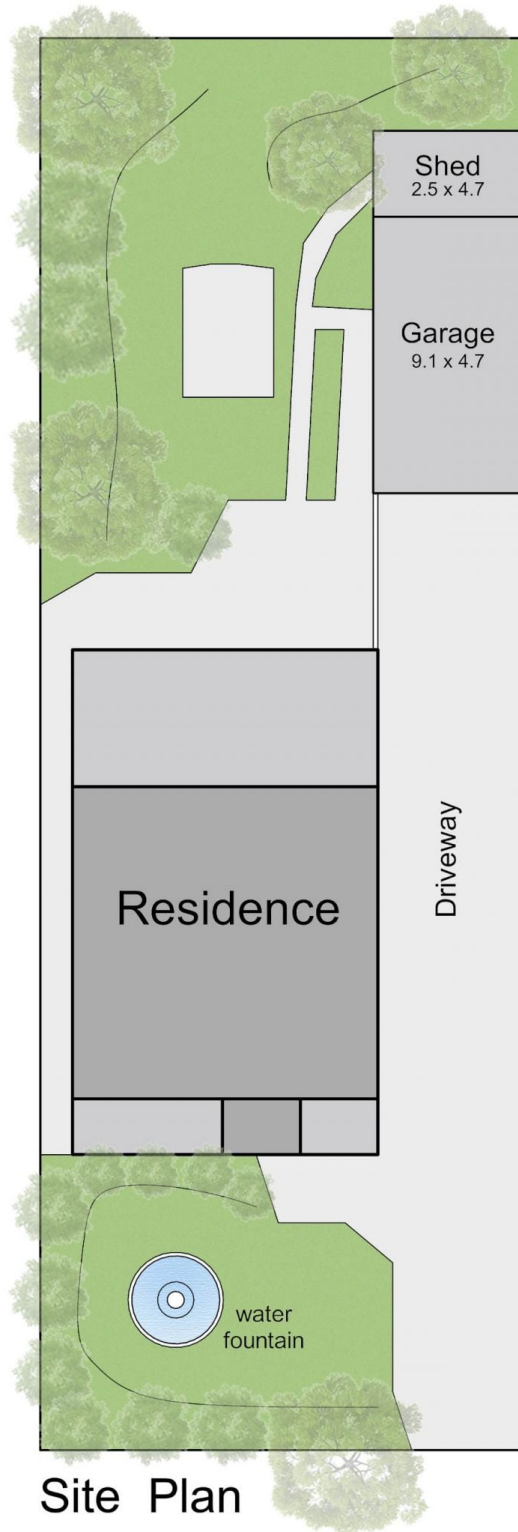 Shed
2.5 x 4.7
Garage
9.1 x 4.7
Driveway
Residence
water
fountain
Site Plan